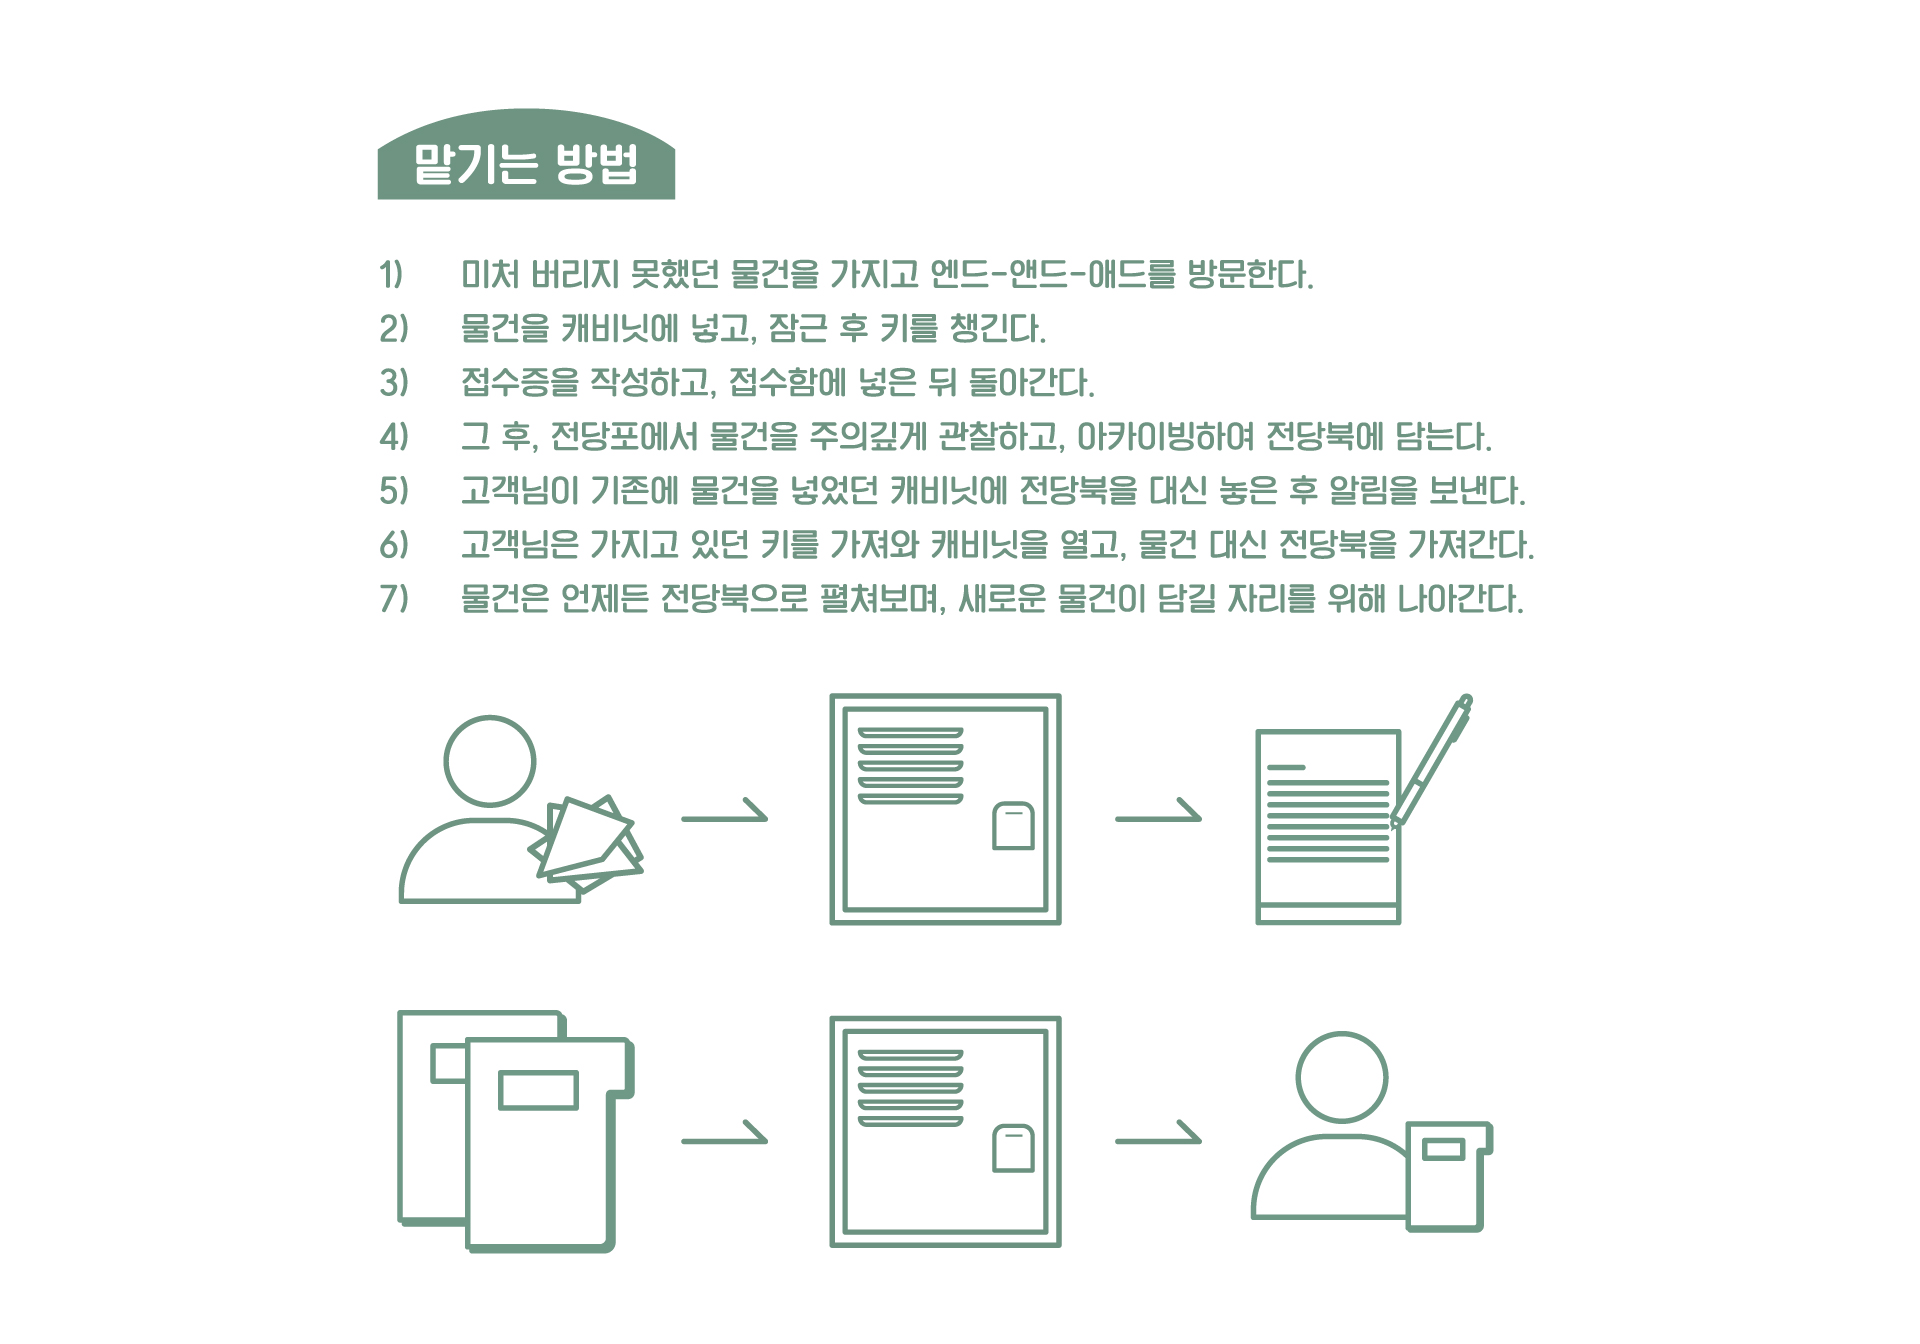 맡기는 방법
1) 미처 버리지 못했던 물건을 가지고 엔드-앤드-애드를 방문한다.
2) 물건을 캐비닛에 넣고, 잠근 후 키를 챙긴다.
3) 접수증을 작성하고, 접수함에 넣은 뒤 돌아간다.
4) 그 후, 전당포에서 물건을 주의깊게 관찰하고, 아카이빙하여 전당북에 담는다.
5) 고객님이 기존에 물건을 넣었던 캐비닛에 전당북을 대신 놓은 후 알림을 보낸다.
6) 고객님은 가지고 있던 키를 가져와 캐비닛을 열고, 물건 대신 전당북을 가져간다.
7) 물건은 언제든 전당북으로 펼쳐보며, 새로운 물건이 담길 자리를 위해 나아간다.